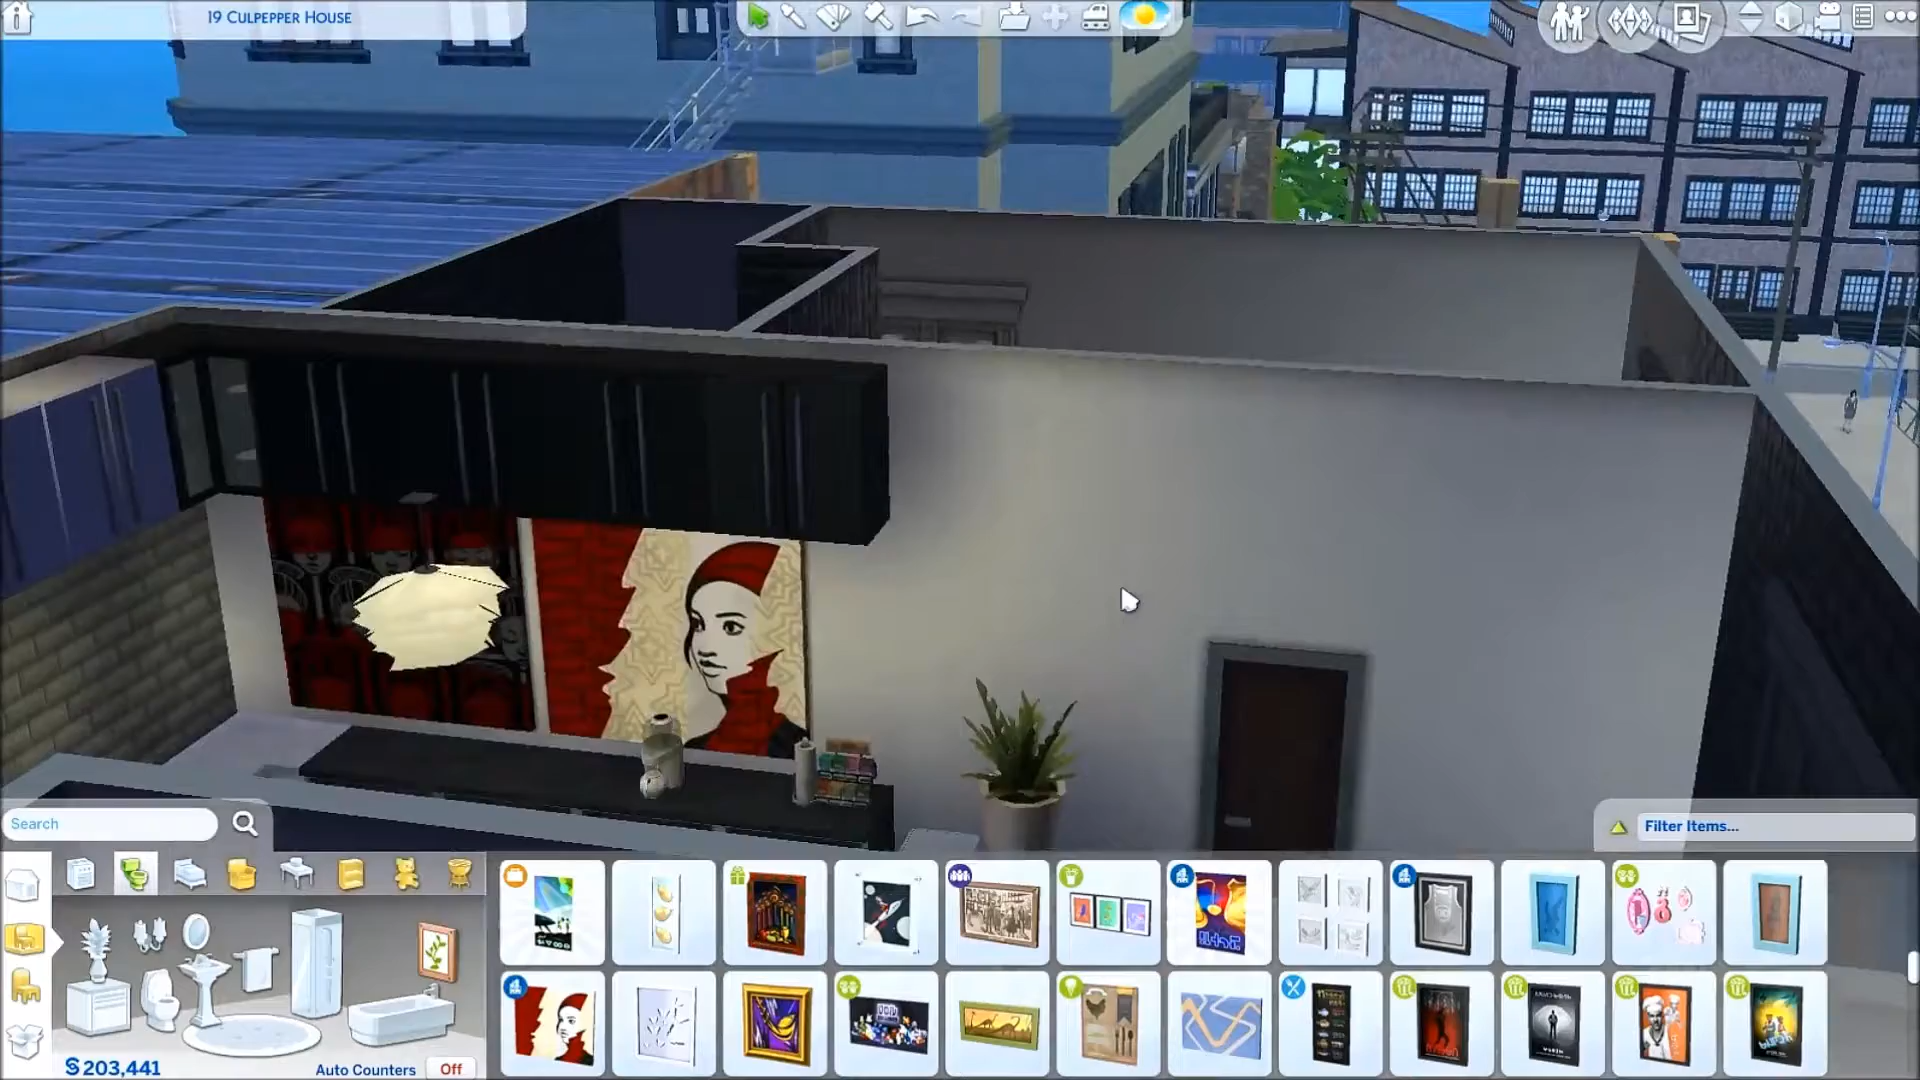 19 CULPEPPER HOUSE
Search
Filter Items...
§203,441
Auto Counters
Off